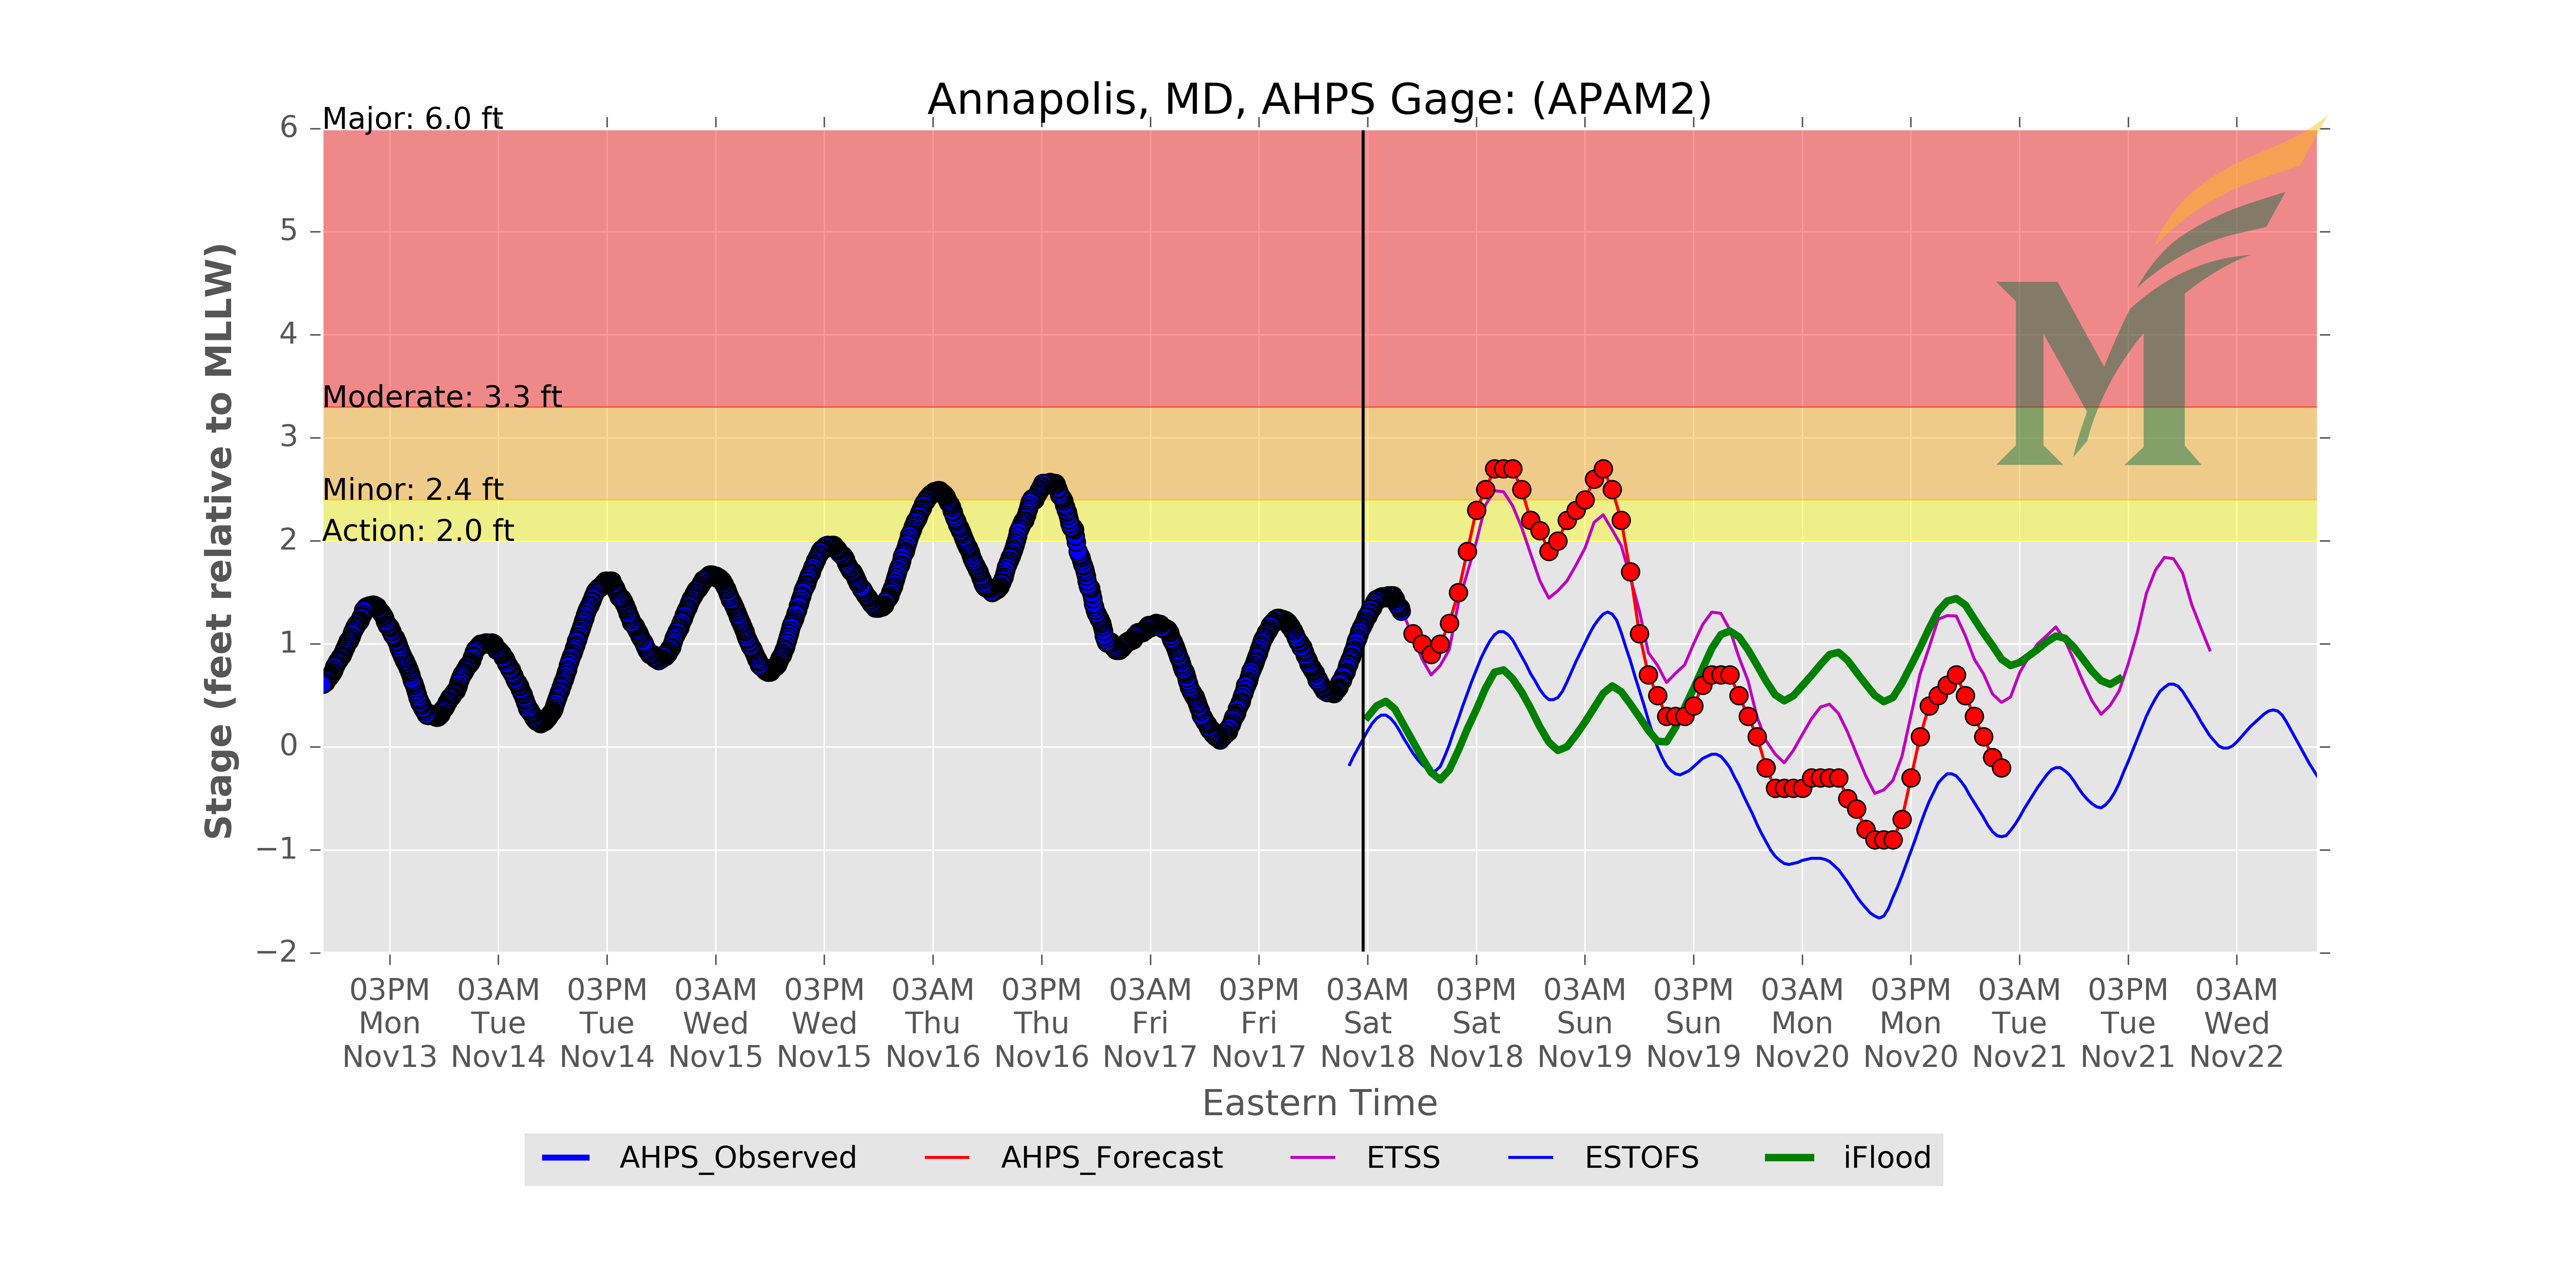 Annapolis, MD, AHPS Gage: (APAM2)
Major: 6.0 ft
Moderate: 3.3 ft
Minor: 2.4 ft
Action: 2.0 ft
Stage (feet relative to MLLW)
6
5
4
3
2
1
0
−1
−2
03PM 03AM 03PM 03AM 03PM 03AM 03PM 03AM 03PM 03AM 03PM 03AM 03PM 03AM 03PM 03AM 03PM 03AM
Mon Tue Tue Wed Wed Thu Thu Fri Fri Sat Sat Sun Sun Mon Mon Tue Tue Wed
Nov13 Nov14 Nov14 Nov15 Nov15 Nov16 Nov16 Nov17 Nov17 Nov18 Nov18 Nov19 Nov19 Nov20 Nov20 Nov21 Nov21 Nov22
Eastern Time
AHPS_Observed AHPS_Forecast ETSS ESTOFS iFlood
M